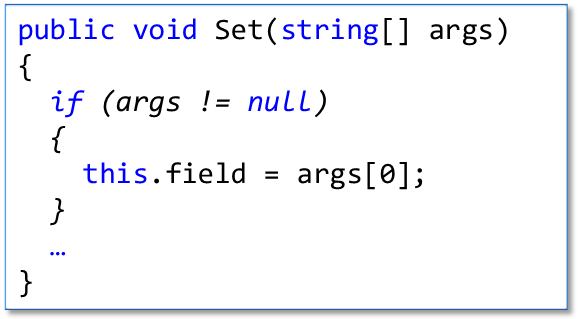 public void Set(string[] args)
{
  if (args != null)
  {
    this.field = args[0];
  }
  …
}